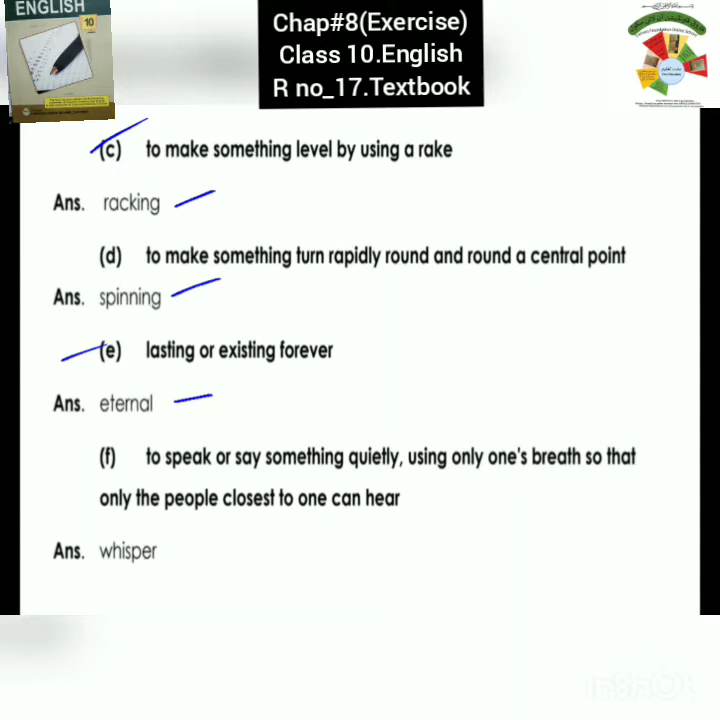 ENGLISH
10
Chap#8(Exercise)
Class 10.English
R no_17.Textbook
(c) to make something level by using a rake
Ans. racking
(d) to make something turn rapidly round and round a central point
Ans. spinning
(e) lasting or existing forever
Ans. eternal
(f) to speak or say something quietly, using only one's breath so that
only the people closest to one can hear
Ans. whisper